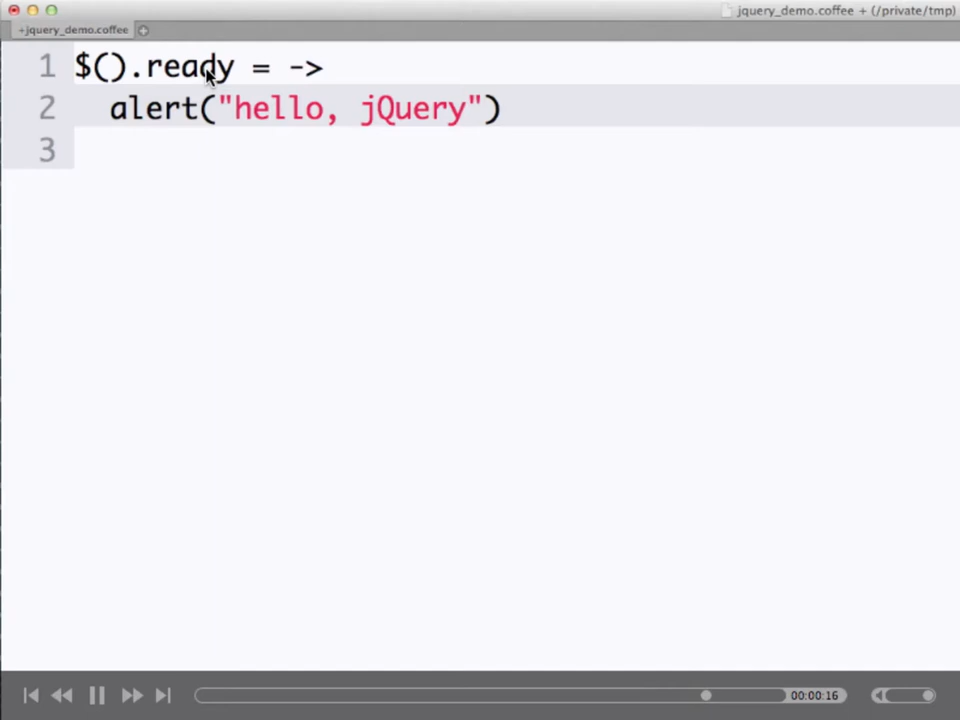 jquery_demo.coffee + (/private/tmp)
+jquery_demo.coffee
1 $().ready = ->
2 alert("hello, jQuery")
3
00:00:16